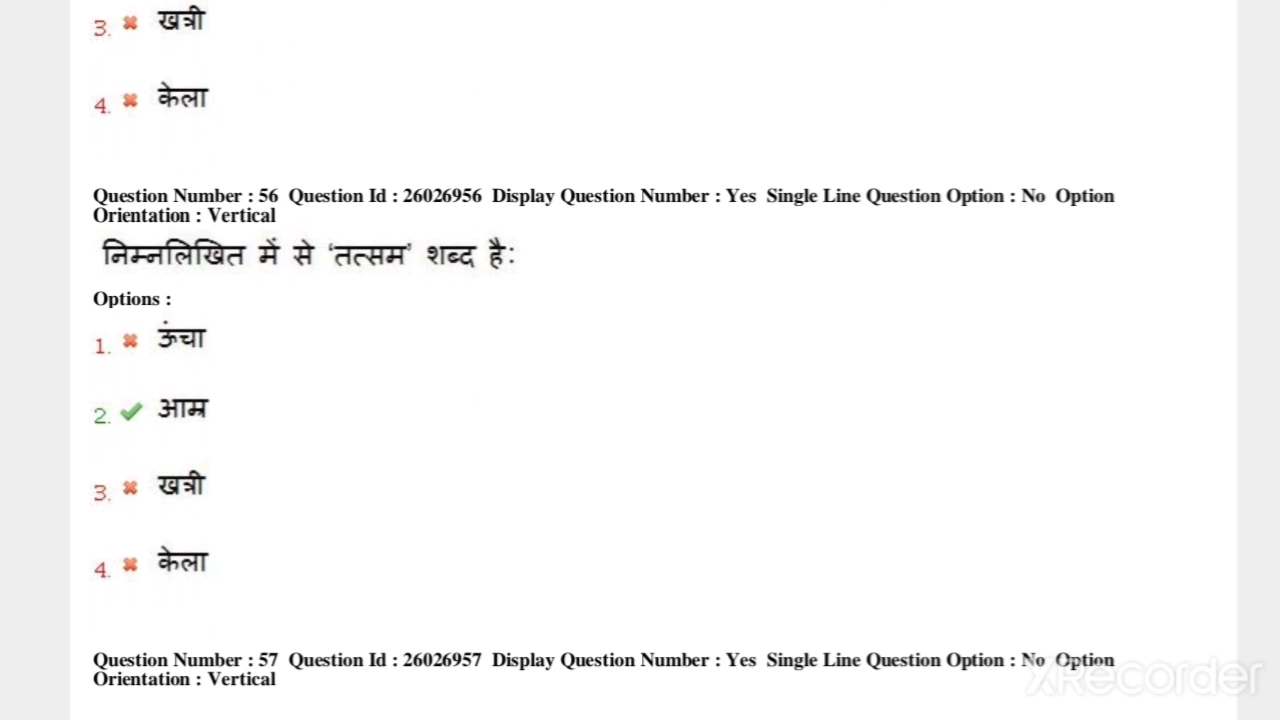 3. खत्री
4. केला
Question Number : 56 Question Id : 26026956 Display Question Number : Yes Single Line Question Option : No Option
Orientation : Vertical
निम्नलिखित में से 'तत्सम' शब्द है:
Options :
1. ऊंचा
2. आम्र
3. खत्री
4. केला
Question Number : 57 Question Id : 26026957 Display Question Number : Yes Single Line Question Option : No Option
Orientation : Vertical
XRecorder